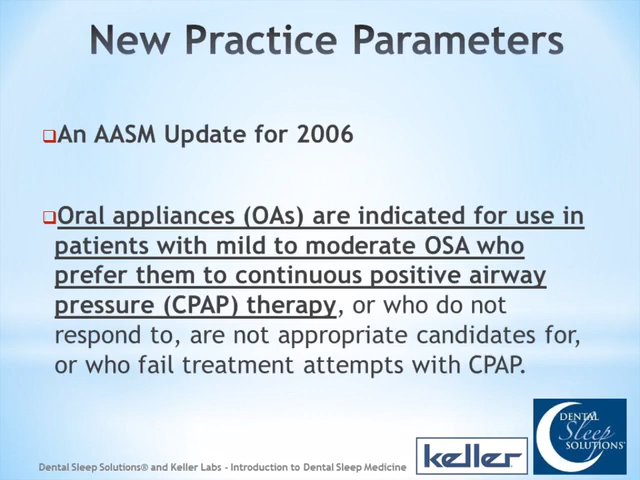 New Practice Parameters
An AASM Update for 2006
Oral appliances (OAs) are indicated for use in
patients with mild to moderate OSA who
prefer them to continuous positive airway
pressure (CPAP) therapy, or who do not
respond to, are not appropriate candidates for,
or who fail treatment attempts with CPAP.
Dental Sleep Solutions® and Keller Labs - Introduction to Dental Sleep Medicine
keller
DENTAL
Sleep
SOLUTIONS